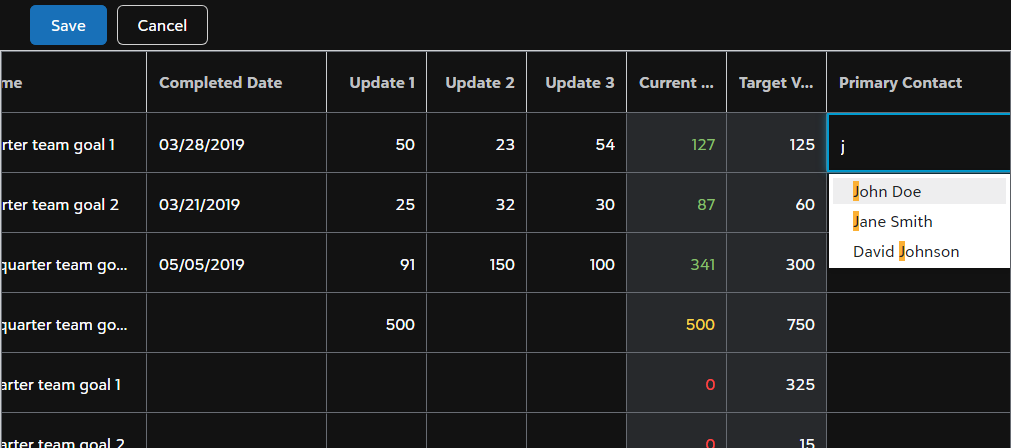 Save Cancel
me Completed Date Update 1 Update 2 Update 3 Current ... Target V... Primary Contact
rter team goal 1 03/28/2019 50 23 54 127 125 j
John Doe
rter team goal 2 03/21/2019 25 32 30 87 60
Jane Smith
David Johnson
quarter team go... 05/05/2019 91 150 100 341 300
quarter team go... 500 500 750
arter team goal 1 0 325
arter team goal 2 0 15